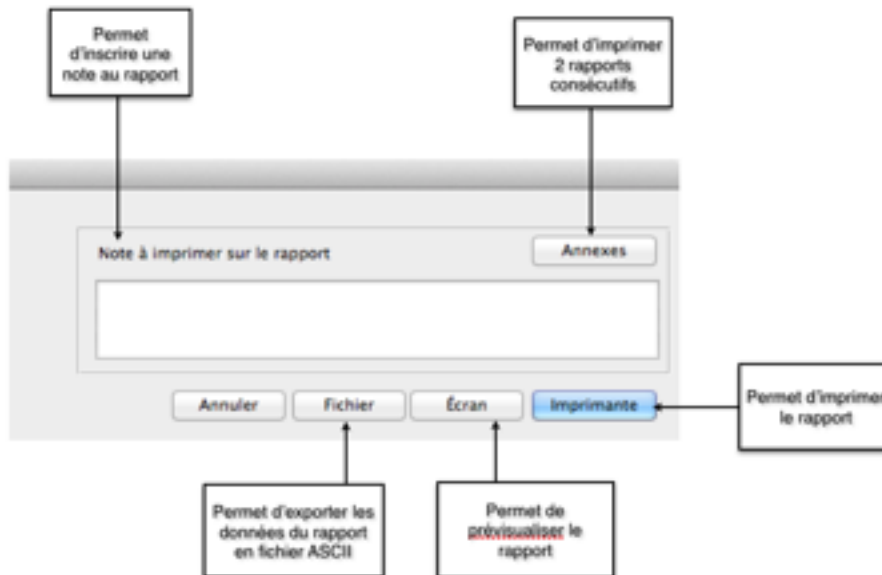 Permet
d'inscrire une
note au rapport
Permet d'imprimer
2 rapports
consécutifs
Note à imprimer sur le rapport
Annexes
Annuler
Fichier
Écran
Imprimante
Permet d'imprimer
le rapport
Permet d'exporter les
données du rapport
en fichier ASCII
Permet de
prévisualiser le
rapport